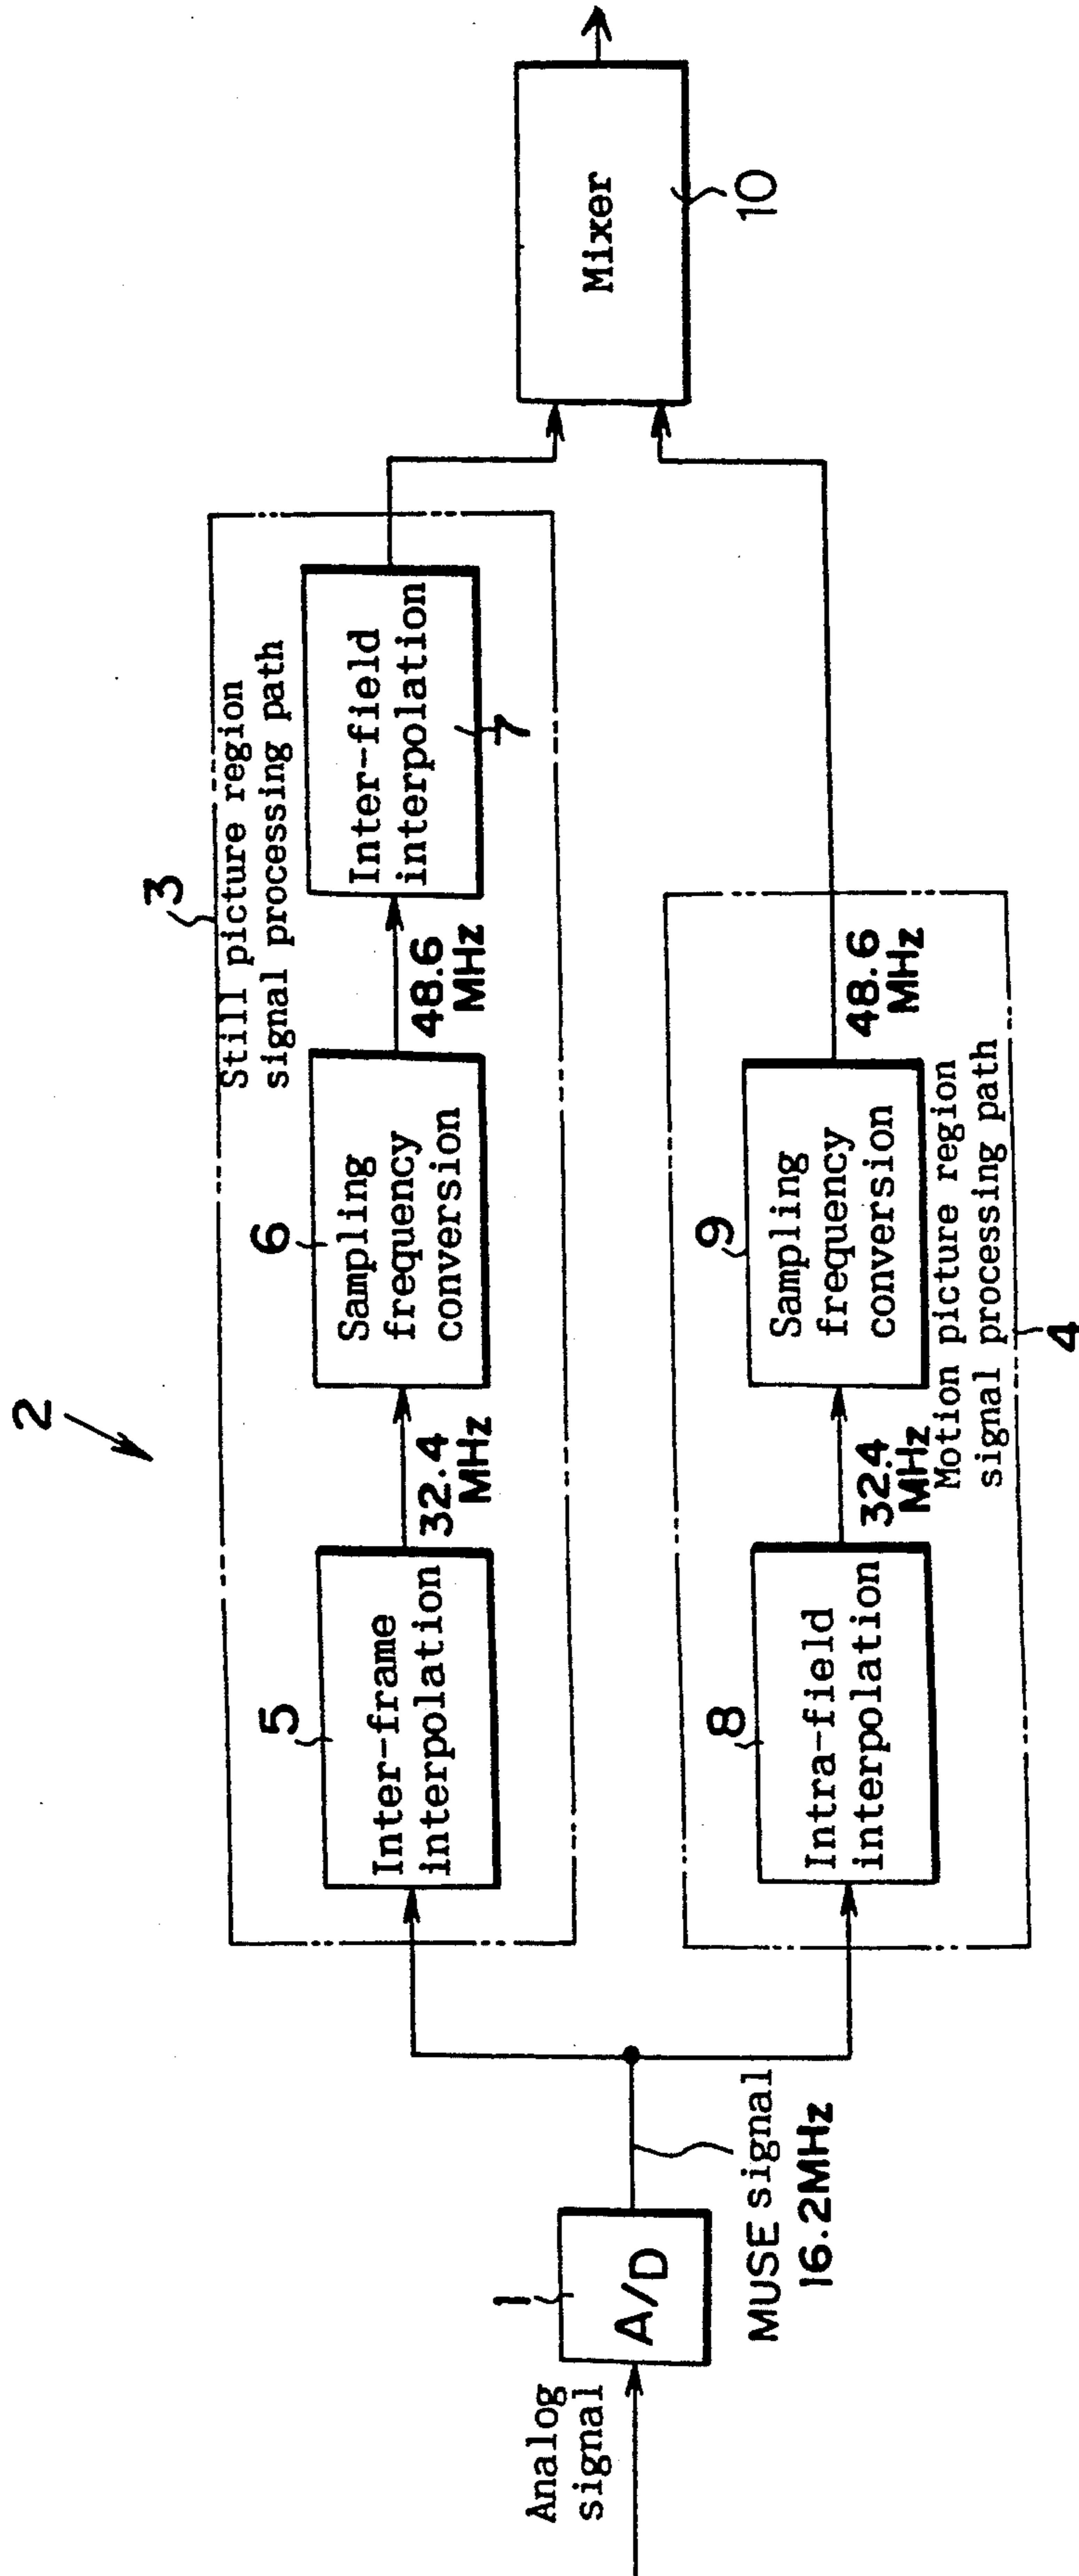 2
3
Still picture region
signal processing path
5
Inter-frame
interpolation
32.4
MHz
6
Sampling
frequency
conversion
48.6
MHz
Inter-field
interpolation
7
Analog
signal
1
A/D
MUSE signal
16.2MHz
8
Intra-field
interpolation
32.4
MHz
9
Sampling
frequency
conversion
48.6
MHz
Motion picture region
signal processing path
4
Mixer
10